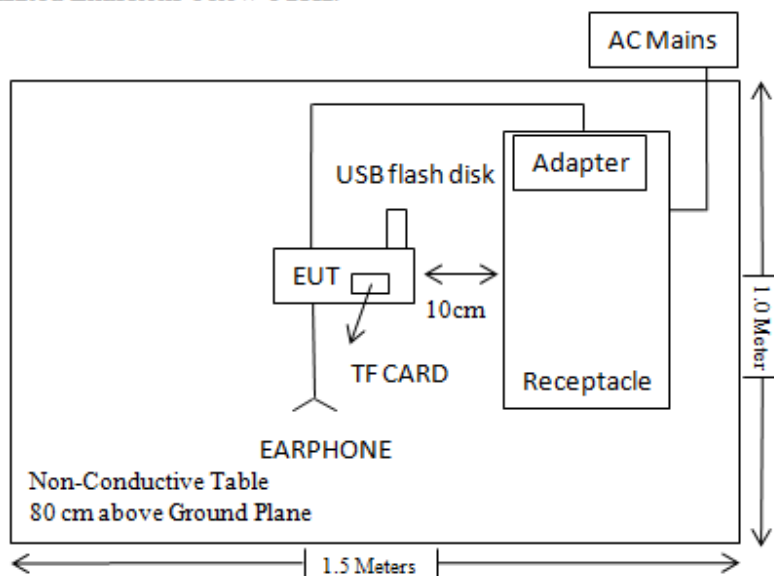 AC Mains
Adapter
USB flash disk
EUT
10cm
TF CARD
Receptacle
EARPHONE
Non-Conductive Table
80 cm above Ground Plane
1.0 Meter
1.5 Meters